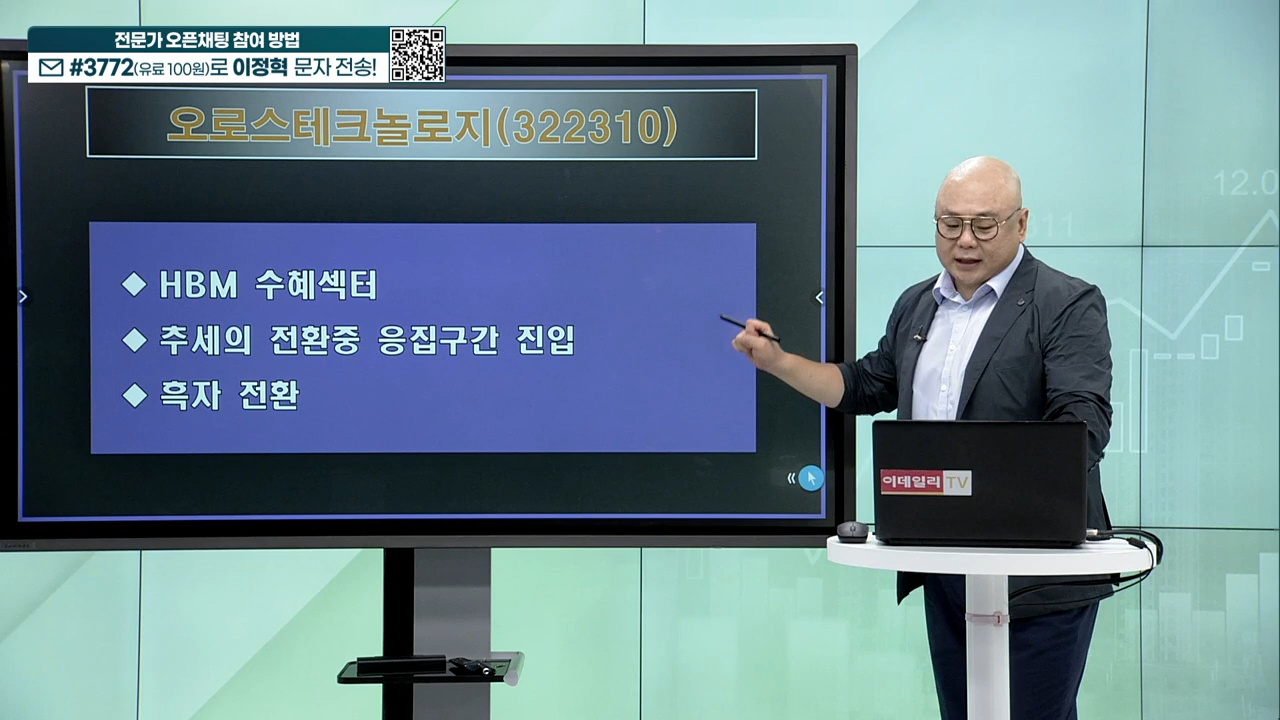 전문가 오픈채팅 참여 방법
#3772(유료 100원)로 이정혁 문자 전송!
오로스테크놀로지(322310)
◆ HBM 수혜섹터
◆ 추세의 전환중 응집구간 진입
◆ 흑자 전환
이데일리 TV
12.0